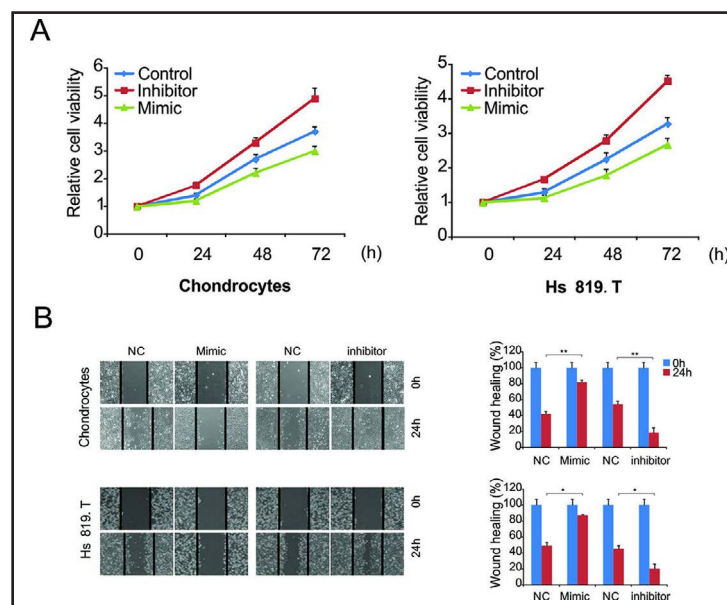 A
Relative cell viability
6
5
4
3
2
1
Control
Inhibitor
Mimic
0 24 48 72 (h)
Chondrocytes
Relative cell viability
5
4
3
2
1
0
Control
Inhibitor
Mimic
0 24 48 72 (h)
Hs 819. T
B
NC Mimic NC inhibitor
Chondrocytes
0h
24h
Hs 819. T
0h
24h
Wound healing (%)
120
100
80
60
40
20
0
** **
0h
24h
NC Mimic NC inhibitor
Wound healing (%)
120
100
80
60
40
20
0
* *
NC Mimic NC inhibitor